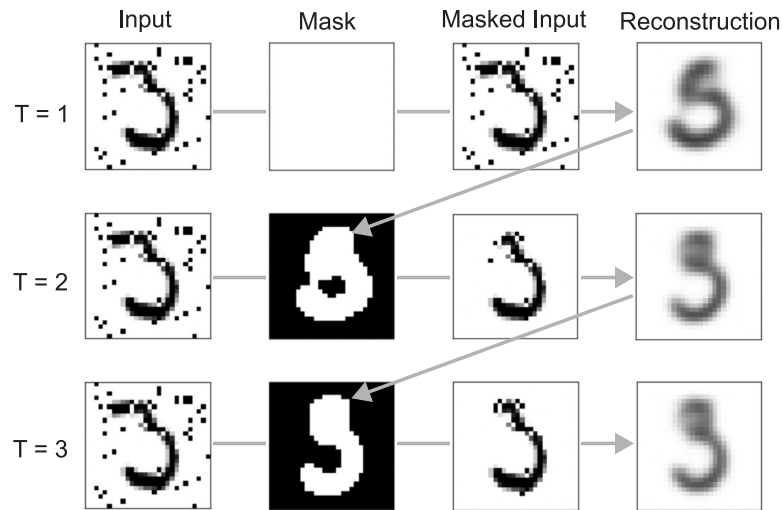 Input Mask Masked Input Reconstruction
T = 1
T = 2
T = 3